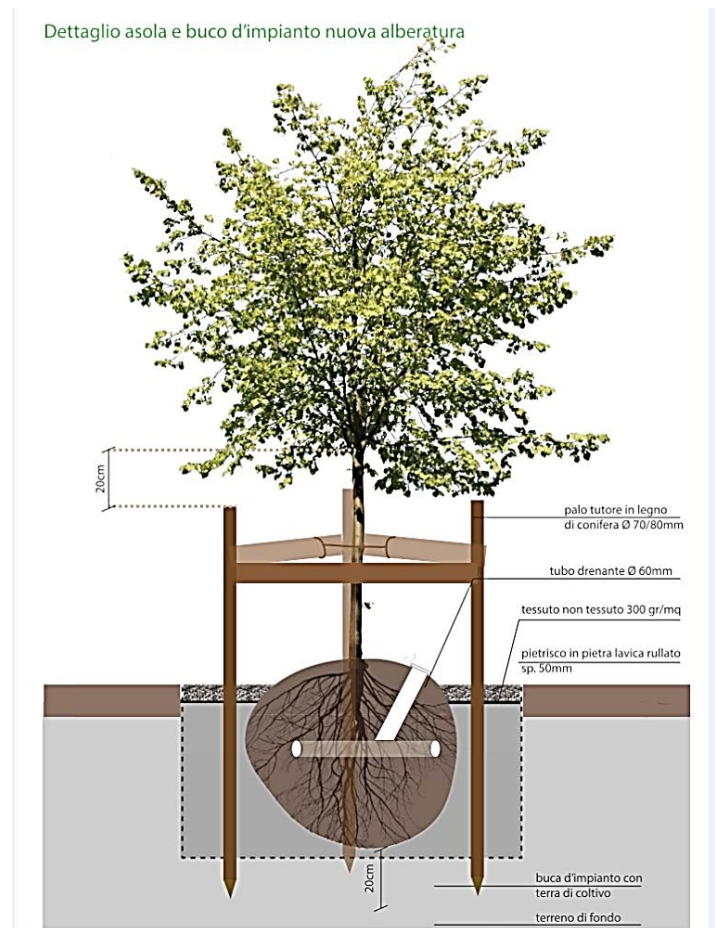 Dettaglio asola e buco d'impianto nuova alberatura
20cm
palo tutore in legno
di conifera Ø 70/80mm
tubo drenante Ø 60mm
tessuto non tessuto 300 gr/mq
pietrisco in pietra lavica rullato
sp. 50mm
20cm
buca d'impianto con
terra di coltivo
terreno di fondo